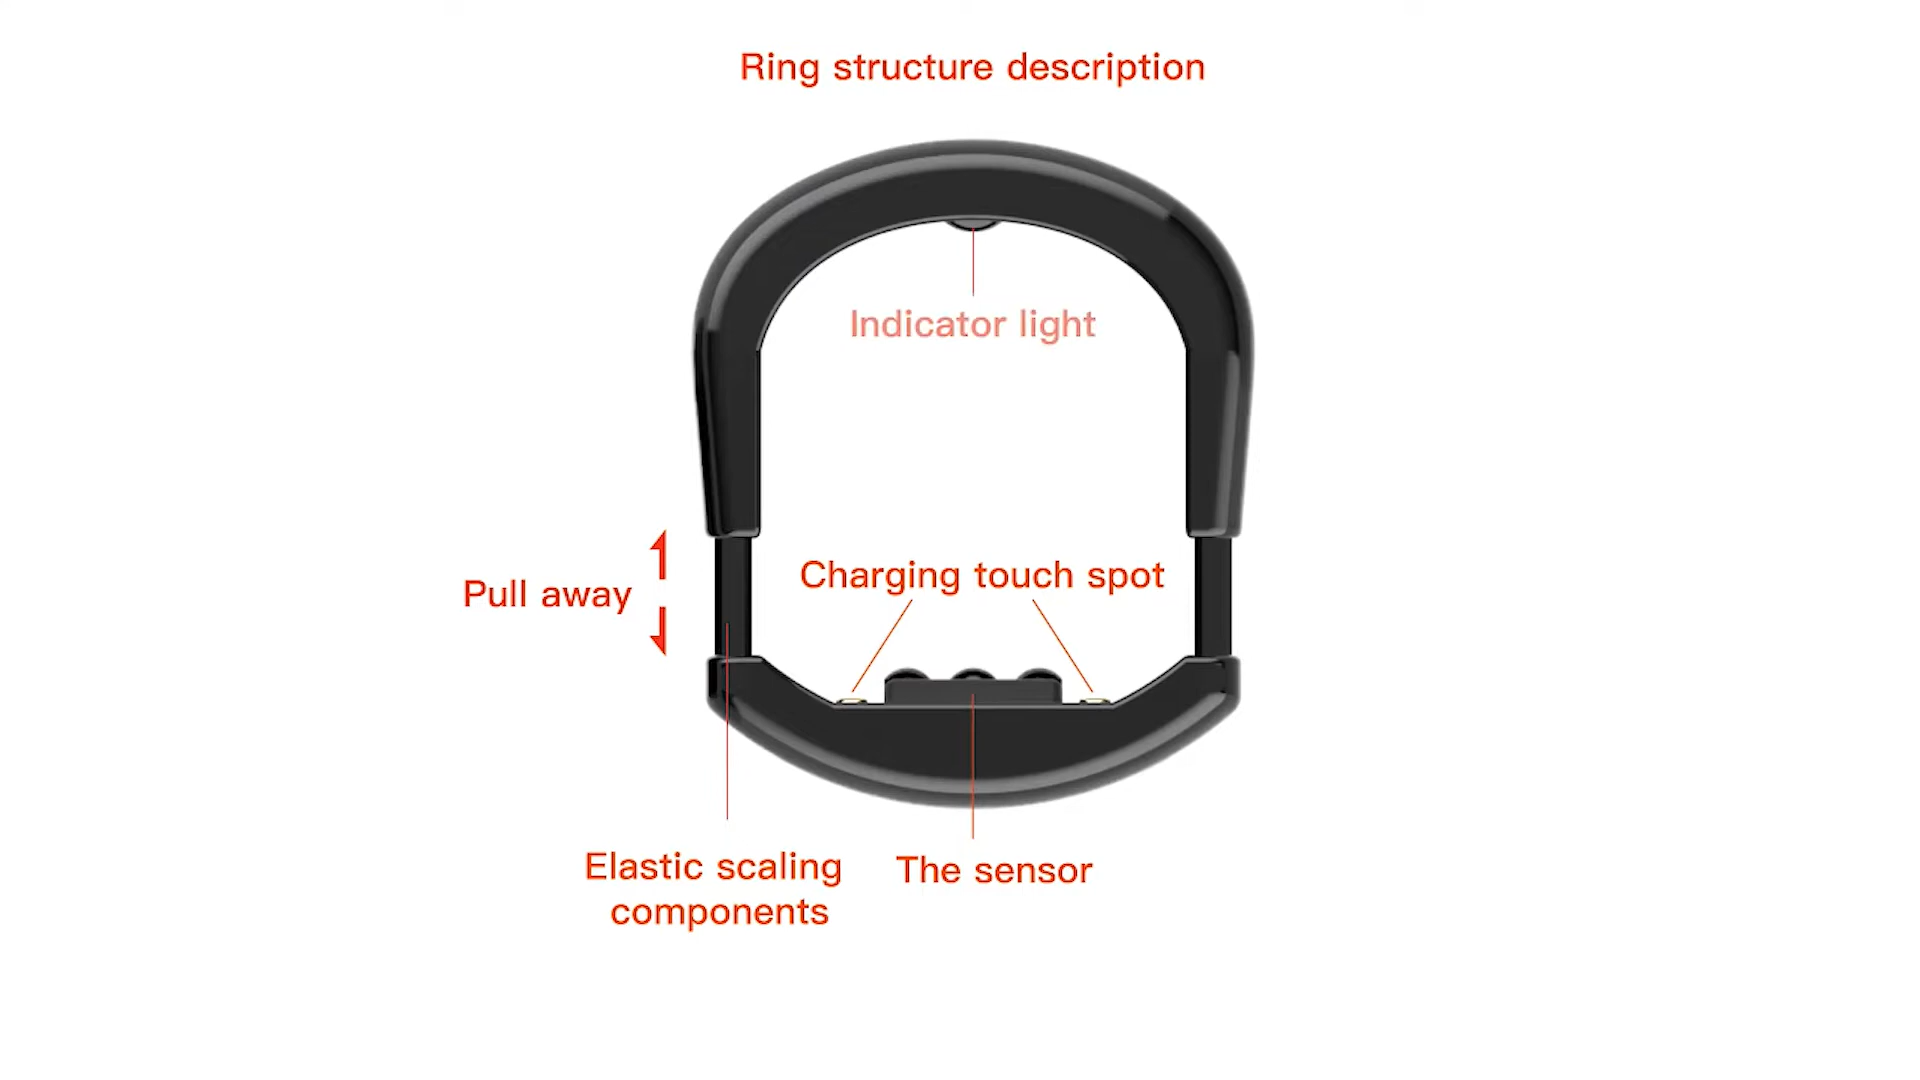 Ring structure description
Indicator light
Charging touch spot
Pull away
Elastic scaling
components
The sensor